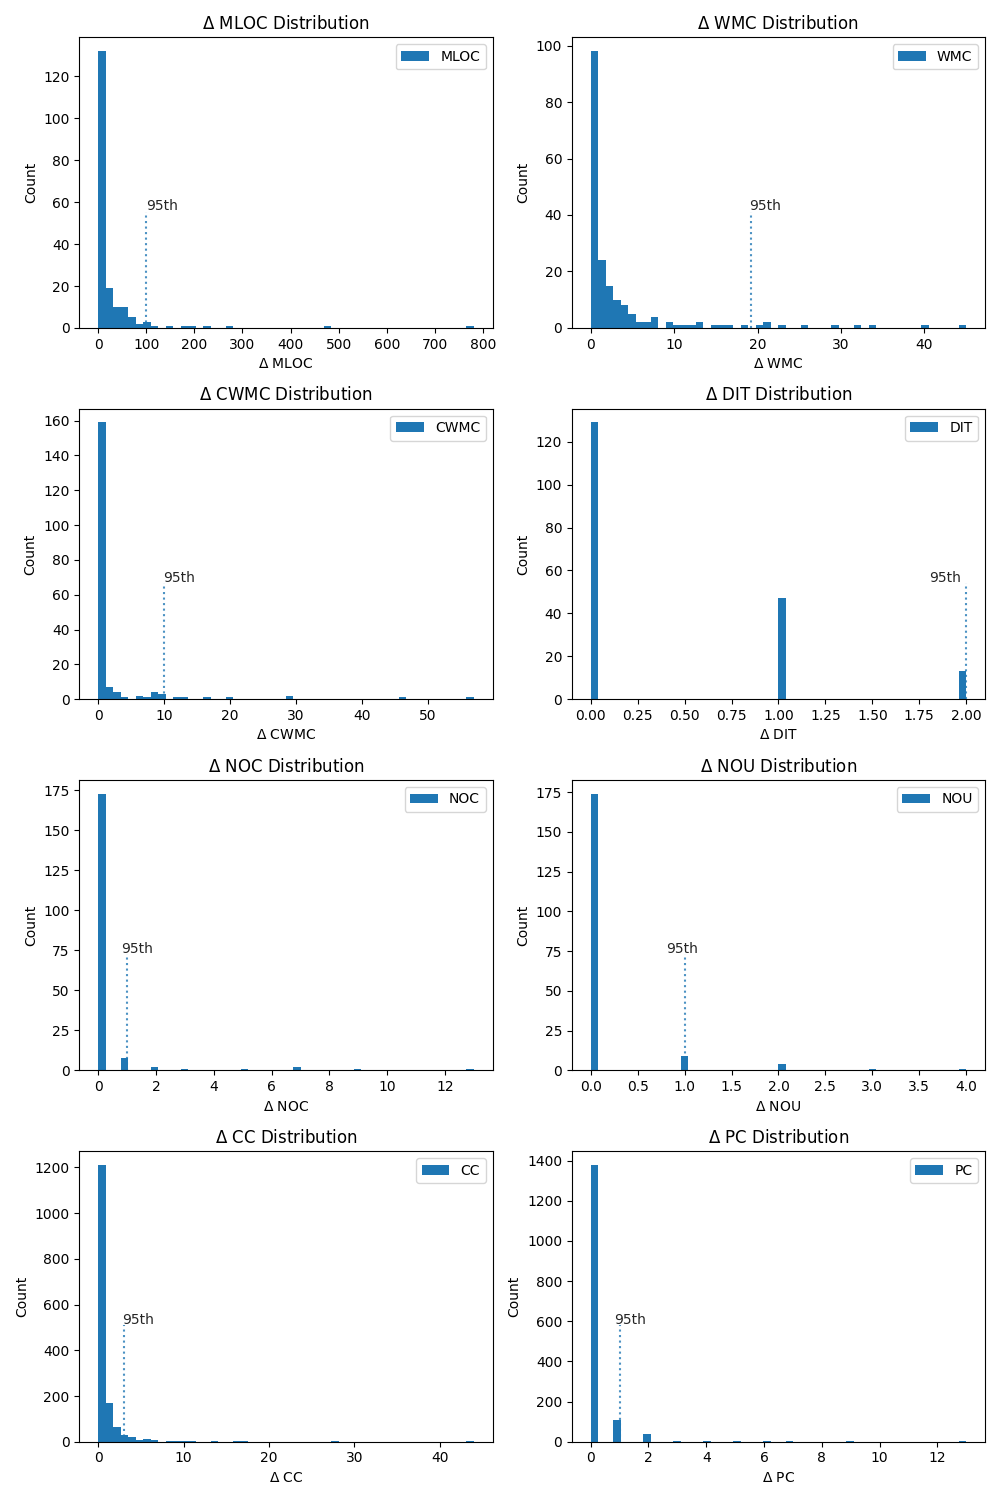 Δ MLOC Distribution
MLOC
95th
Count
0 20 40 60 80 100 120
0 100 200 300 400 500 600 700 800
Δ MLOC
Δ WMC Distribution
WMC
95th
Count
0 20 40 60 80 100
0 10 20 30 40
Δ WMC
Δ CWMC Distribution
CWMC
95th
Count
0 20 40 60 80 100 120 140 160
0 10 20 30 40 50
Δ CWMC
Δ DIT Distribution
DIT
95th
Count
0 20 40 60 80 100 120
0.00 0.25 0.50 0.75 1.00 1.25 1.50 1.75 2.00
Δ DIT
Δ NOC Distribution
NOC
95th
Count
0 25 50 75 100 125 150 175
0 2 4 6 8 10 12
Δ NOC
Δ NOU Distribution
NOU
95th
Count
0 25 50 75 100 125 150 175
0.0 0.5 1.0 1.5 2.0 2.5 3.0 3.5 4.0
Δ NOU
Δ CC Distribution
CC
95th
Count
0 200 400 600 800 1000 1200
0 10 20 30 40
Δ CC
Δ PC Distribution
PC
95th
Count
0 200 400 600 800 1000 1200 1400
0 2 4 6 8 10 12
Δ PC